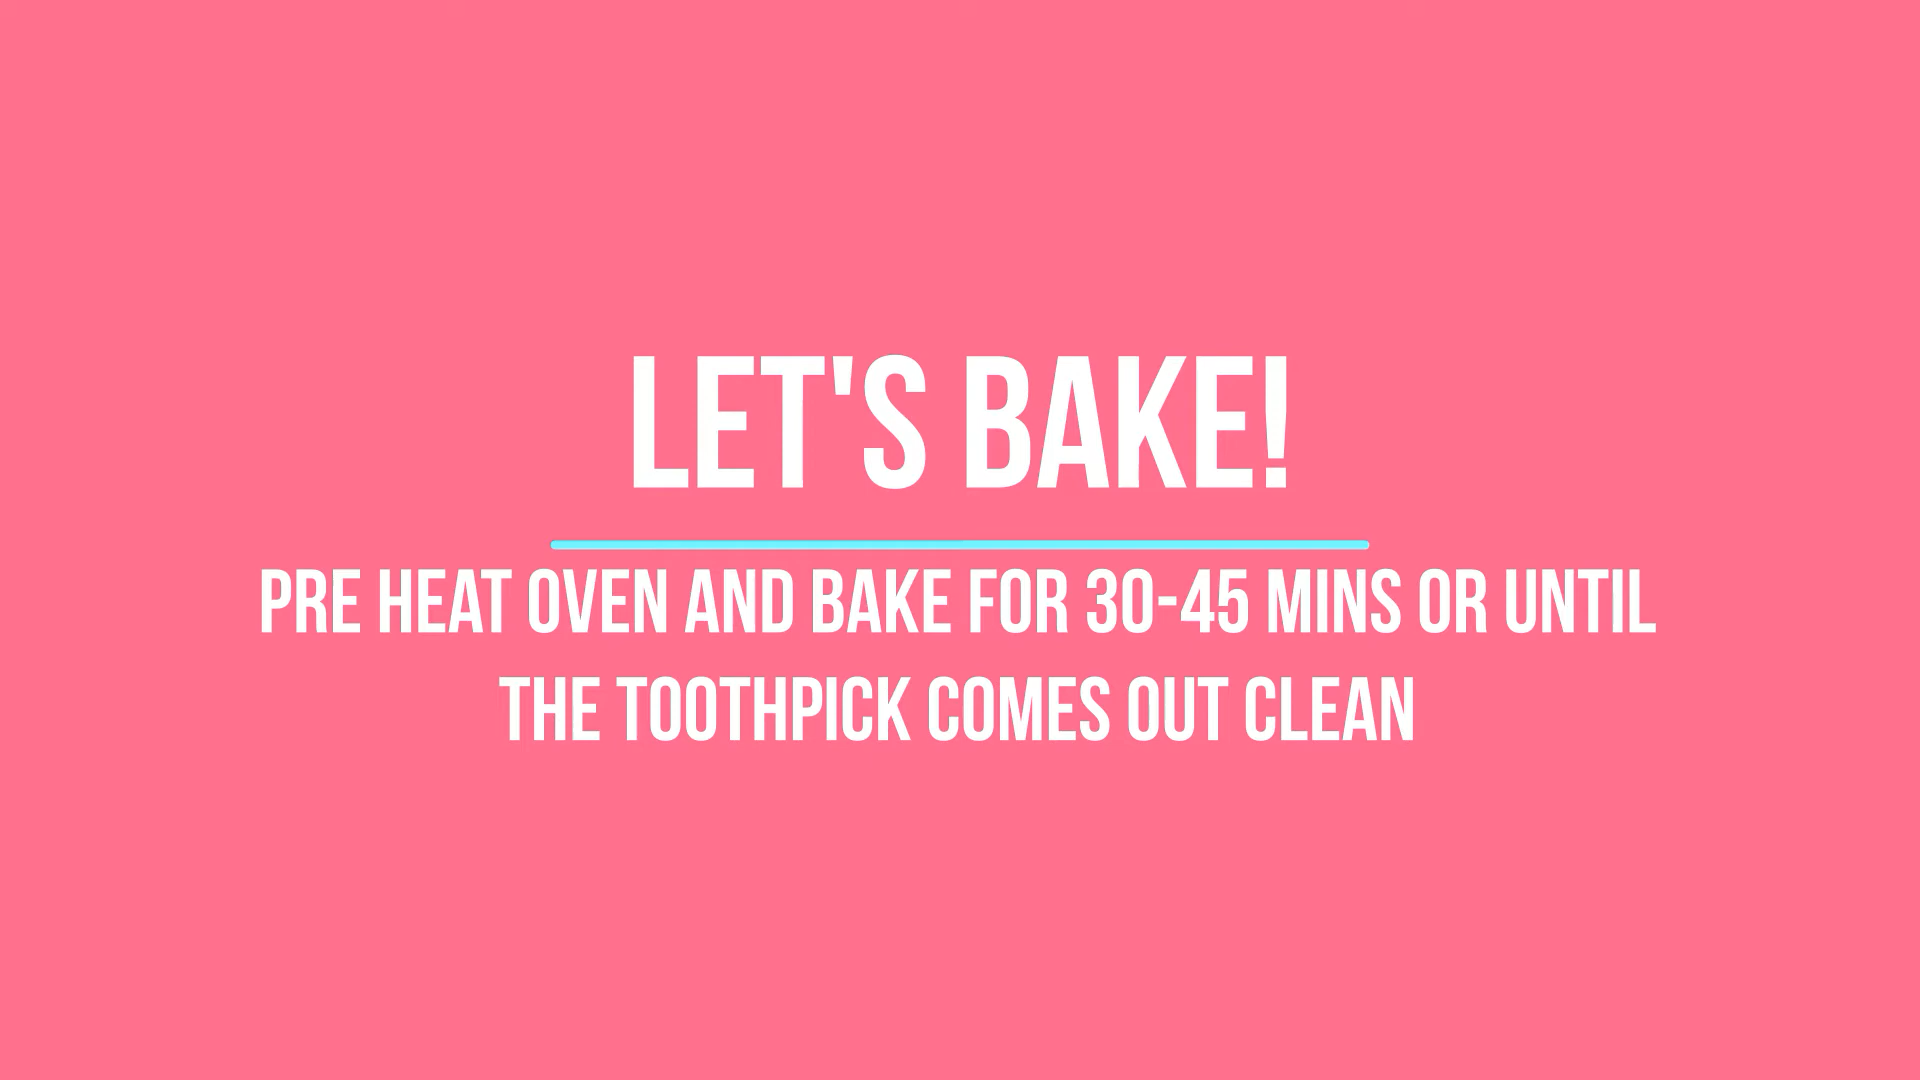 LET'S BAKE!
PRE HEAT OVEN AND BAKE FOR 30-45 MINS OR UNTIL
THE TOOTHPICK COMES OUT CLEAN